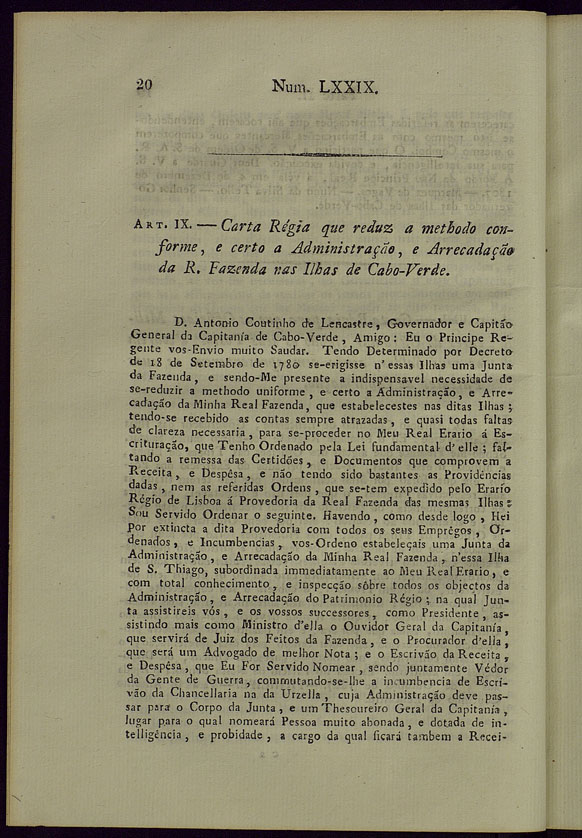 20
Num. LXXIX.
ART. IX. — Carta Régia que reduz a methodo con-
forme, e certo a Administração, e Arrecadação
da R. Fazenda nas Ilhas de Cabo-Verde.
D. Antonio Coutinho de Lencastre, Governador e Capitão
General da Capitanía de Cabo-Verde, Amigo: Eu o Principe Re-
gente vos-Envio muito Saudar. Tendo Determinado por Decreto
de 18 de Setembro de 1780 se-erigisse n'essas Ilhas uma Junta
da Fazenda, e sendo-Me presente a indispensavel necessidade de
se-reduzir a methodo uniforme, e certo a Administração, e Arre-
cadação da Minha Real Fazenda, que estabelecestes nas ditas Ilhas;
tendo-se recebido as contas sempre atrazadas, e quasi todas faltas
de clareza necessaria, para se-proceder no Meu Real Erario á Es-
crituração, que Tenho Ordenado pela Lei fundamental d'elle; fal-
tando a remessa das Certidões, e Documentos que comprovem a
Receita, e Despêsa, e não tendo sido bastantes as Providencias
dadas, nem as referidas Ordens, que se-tem expedido pelo Erario
Régio de Lisboa á Provedoria da Real Fazenda das mesmas Ilhas:
Sou Servido Ordenar o seguinte. Havendo, como desde logo, Hei
por extincta a dita Provedoria com todos os seus Emprêgos, Or-
denados, e Incumbencias, vos-Ordeno estabeleçais uma Junta da
Administração, e Arrecadação da Minha Real Fazenda, n'essa Ilha
de S. Thiago, subordinada immediatamente ao Meu Real Erario, e
com total conhecimento, e inspecção sôbre todos os objectos da
Administração, e Arrecadação do Patrimonio Régio; na qual Jun-
ta assistireis vós, e os vossos successores, como Presidente, as-
sistindo mais como Ministro d'ella o Ouvidor Geral da Capitanía,
que servirá de Juiz dos Feitos da Fazenda, e o Procurador d'ella,
que será um Advogado de melhor Nota; e o Escrivão da Receita,
e Despêsa, que Eu For Servido Nomear, sendo juntamente Védor
da Gente de Guerra, commutando-se-lhe a incumbencia de Escri-
vão da Chancellaria na da Urzella, cuja Administração deve pas-
sar para o Corpo da Junta, e um Thesoureiro Geral da Capitanía,
lugar para o qual nomeará Pessoa muito abonada, e dotada de in-
telligência, e probidade, a cargo da qual ficará tambem a Recei-